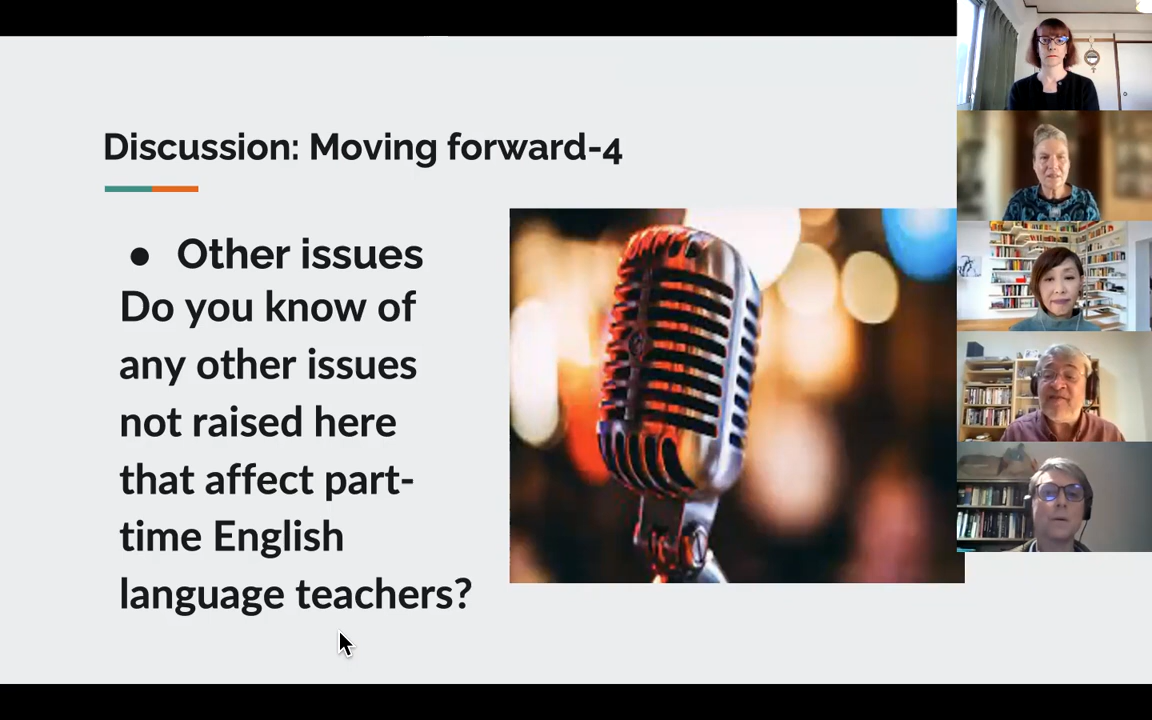 Discussion: Moving forward-4
● Other issues
Do you know of
any other issues
not raised here
that affect part-
time English
language teachers?